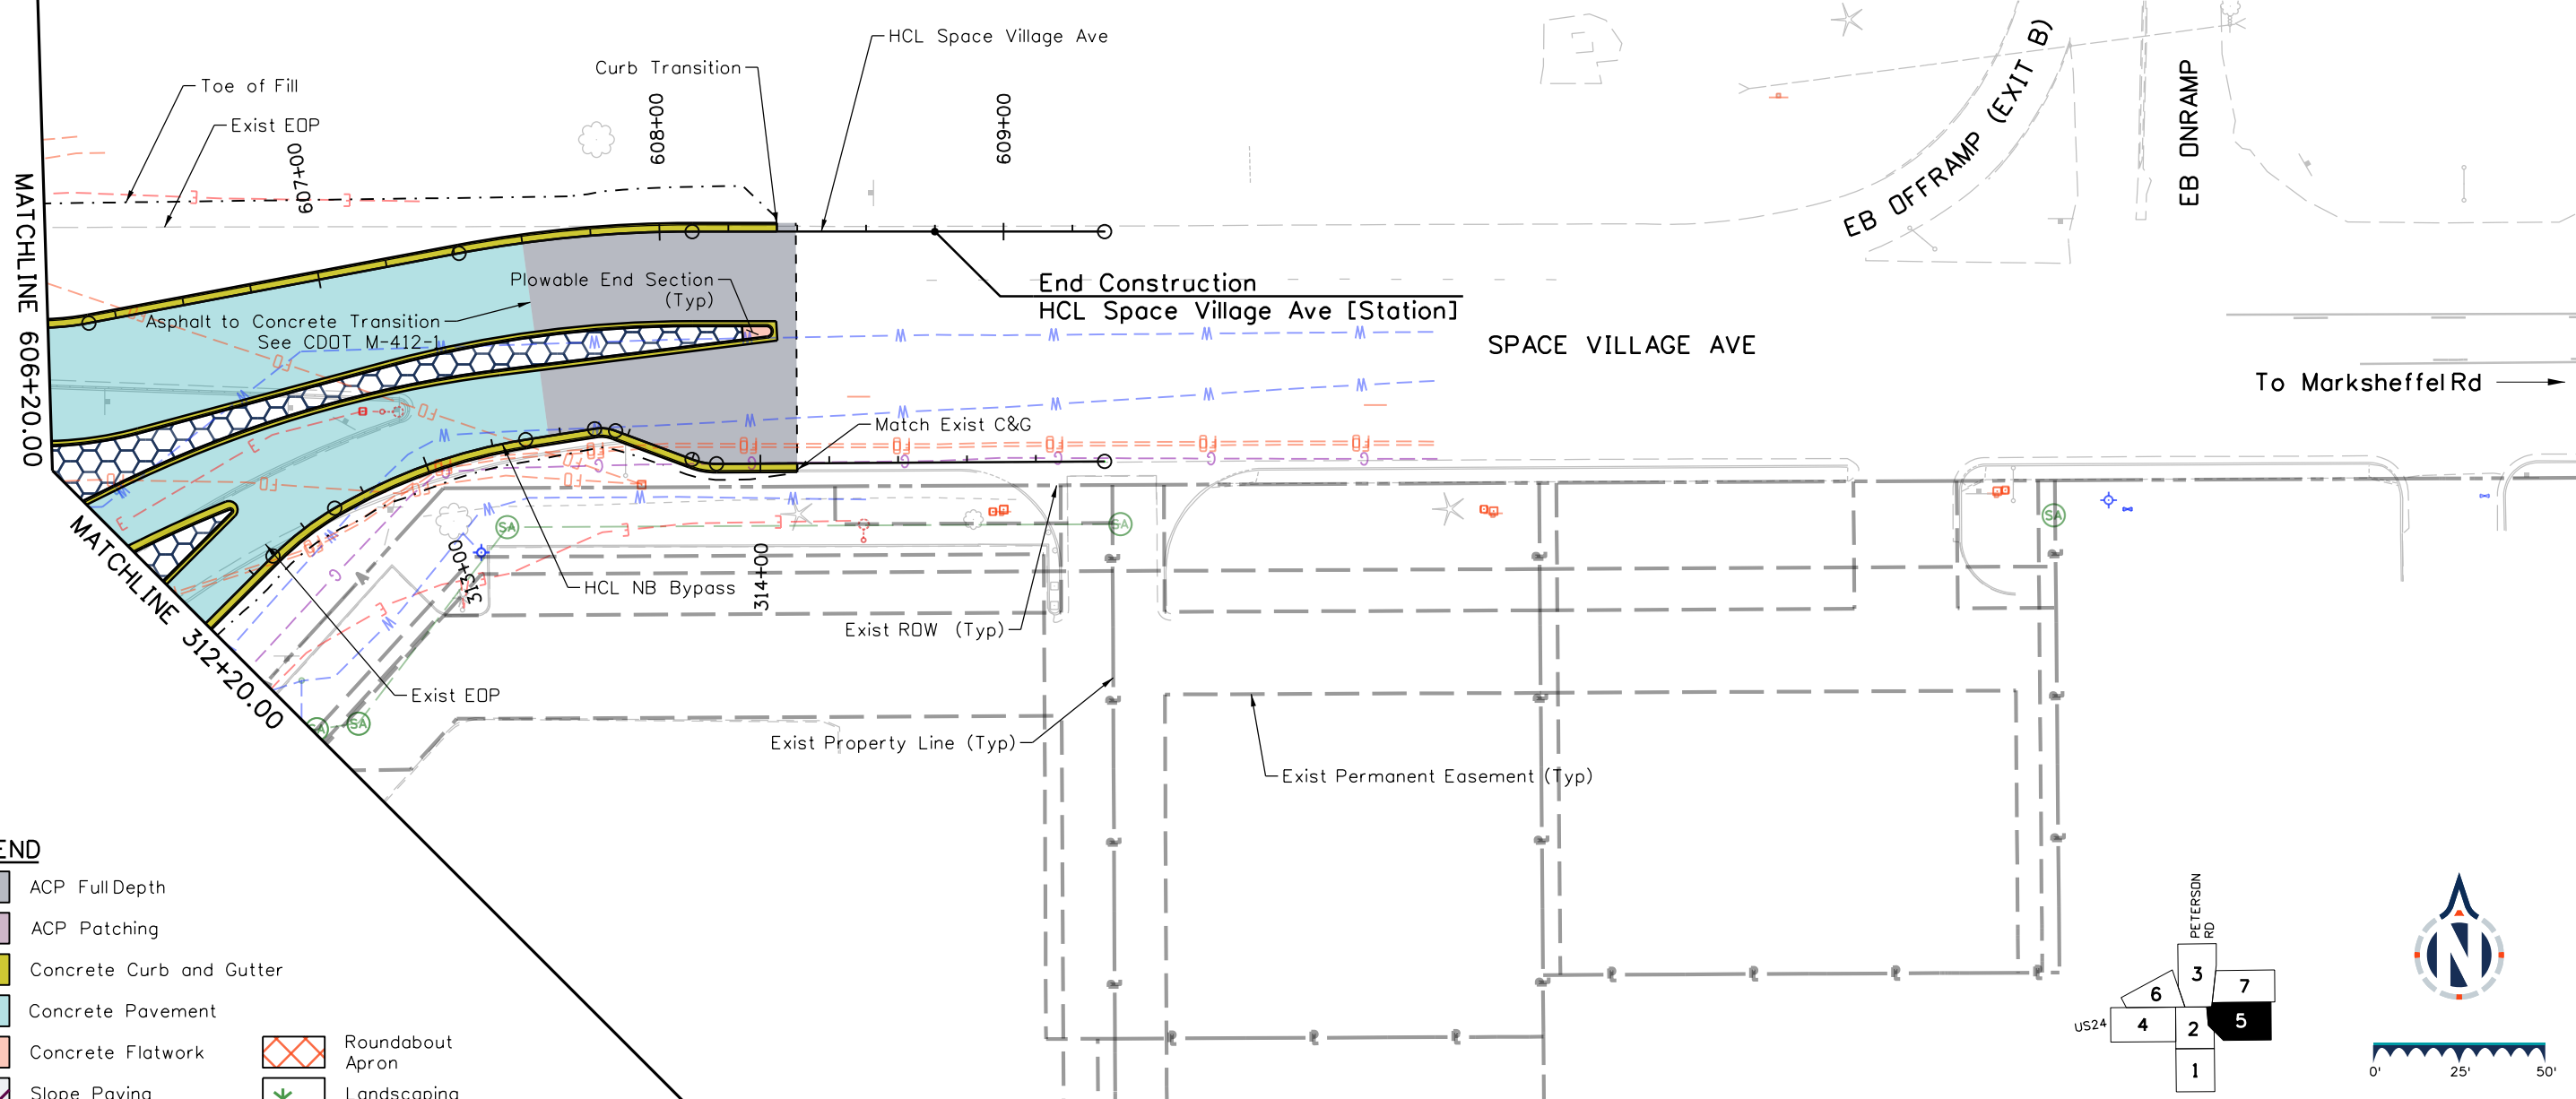 HCL Space Village Ave
Curb Transition
Toe of Fill
Exist EOP
607+00
608+00
609+00
EB OFFRAMP (EXIT B)
EB ONRAMP
MATCHLINE 606+20.00
Plowable End Section
(Typ)
Asphalt to Concrete Transition
See CDOT M-412-1
End Construction
HCL Space Village Ave [Station]
SPACE VILLAGE AVE
To Marksheffel Rd
Match Exist C&G
MATCHLINE 312+20.00
313+00
314+00
HCL NB Bypass
Exist ROW (Typ)
Exist EOP
Exist Property Line (Typ)
Exist Permanent Easement (Typ)
SA
SA
SA
SA
SA
END
ACP Full Depth
ACP Patching
Concrete Curb and Gutter
Concrete Pavement
Concrete Flatwork
Slope Paving
Roundabout
Apron
Landscaping
PETERSON
RD
US24
3
6
7
4
2
5
1
N
0'
25'
50'